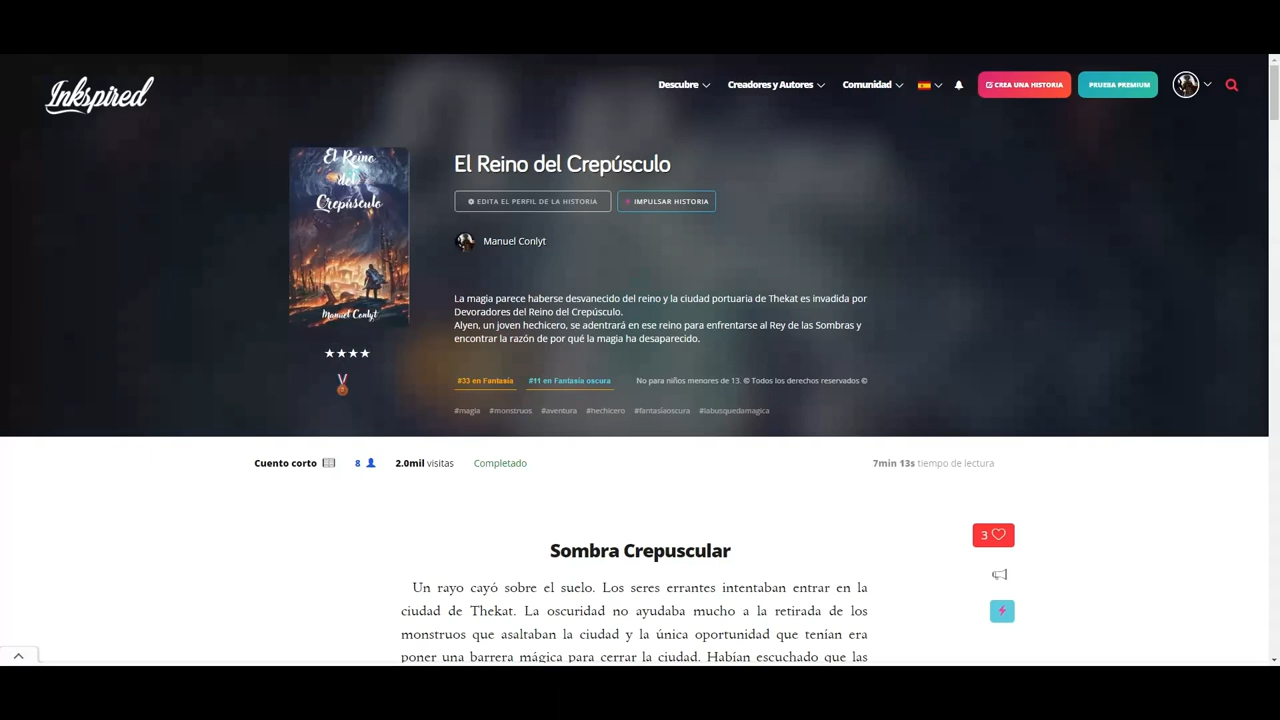 Inkspired
Descubre
Creadores y Autores
Comunidad
CREA UNA HISTORIA
PRUEBA PREMIUM
El Reino
del
Crepúsculo
Manuel Conlyt
El Reino del Crepúsculo
EDITA EL PERFIL DE LA HISTORIA
IMPULSAR HISTORIA
Manuel Conlyt
La magia parece haberse desvanecido del reino y la ciudad portuaria de Thekat es invadida por
Devoradores del Reino del Crepúsculo.
Alyen, un joven hechicero, se adentrará en ese reino para enfrentarse al Rey de las Sombras y
encontrar la razón de por qué la magia ha desaparecido.
#33 en Fantasía #11 en Fantasía oscura No para niños menores de 13. © Todos los derechos reservados ©
#magia #monstruos #aventura #hechicero #fantasíaoscura #labusquedamagica
Cuento corto 8 2.0mil visitas Completado 7min 13s tiempo de lectura
3
Sombra Crepuscular
Un rayo cayó sobre el suelo. Los seres errantes intentaban entrar en la
ciudad de Thekat. La oscuridad no ayudaba mucho a la retirada de los
monstruos que asaltaban la ciudad y la única oportunidad que tenían era
poner una barrera mágica para cerrar la ciudad. Habían escuchado que las